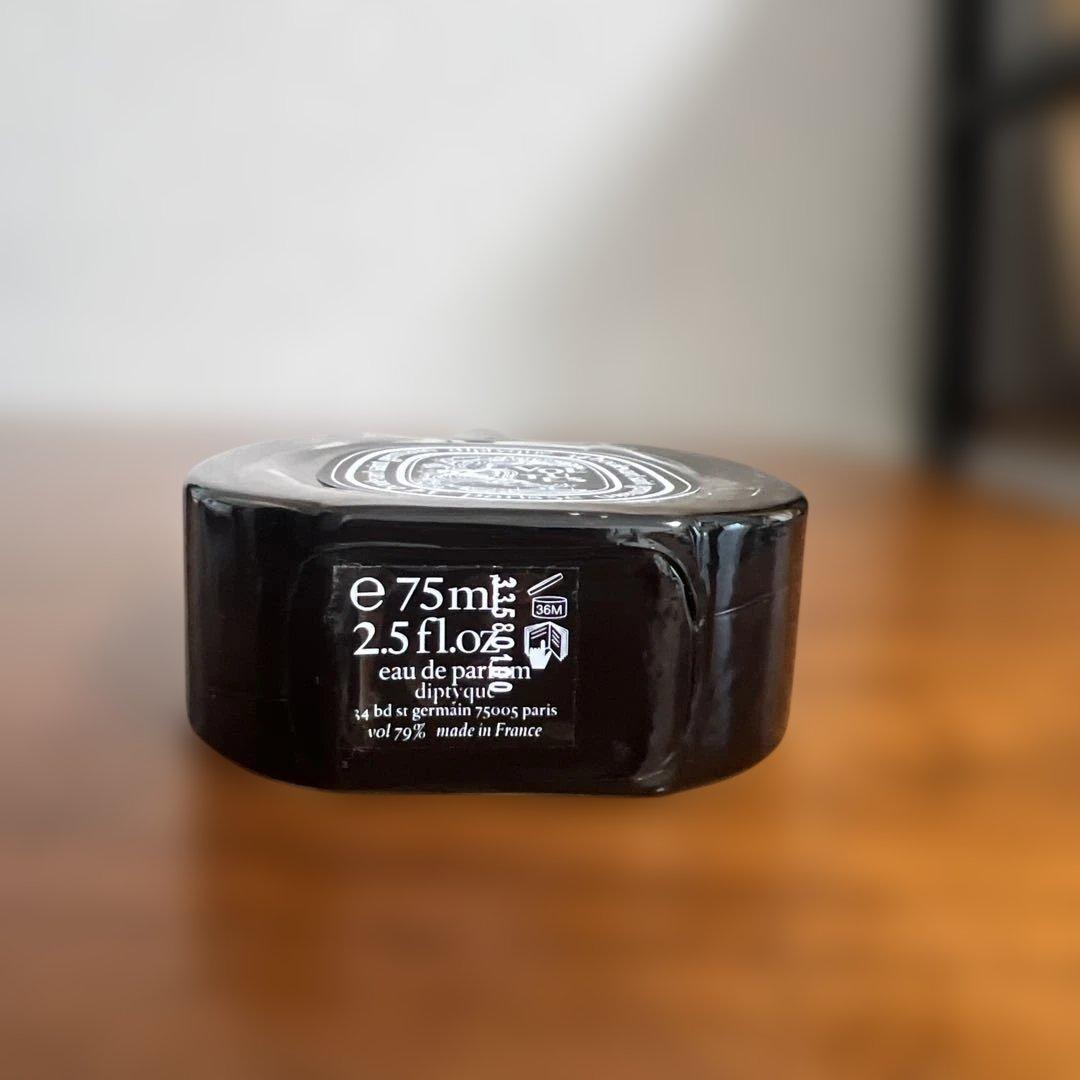 e 75ml
2.5 fl.oz
eau de parfum
diptyque
34 bd st germain 75005 paris
vol 79% made in France
36M